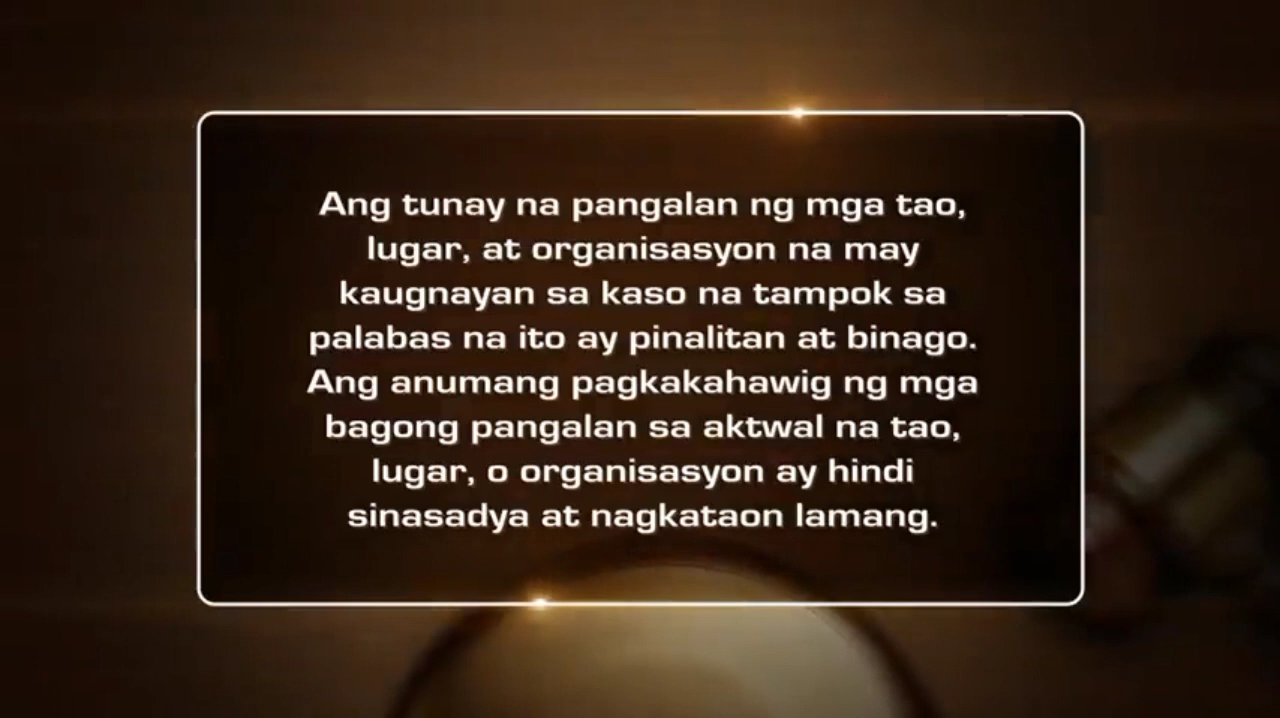 Ang tunay na pangalan ng mga tao,
lugar, at organisasyon na may
kaugnayan sa kaso na tampok sa
palabas na ito ay pinalitan at binago.
Ang anumang pagkakahawig ng mga
bagong pangalan sa aktwal na tao,
lugar, o organisasyon ay hindi
sinasadya at nagkataon lamang.